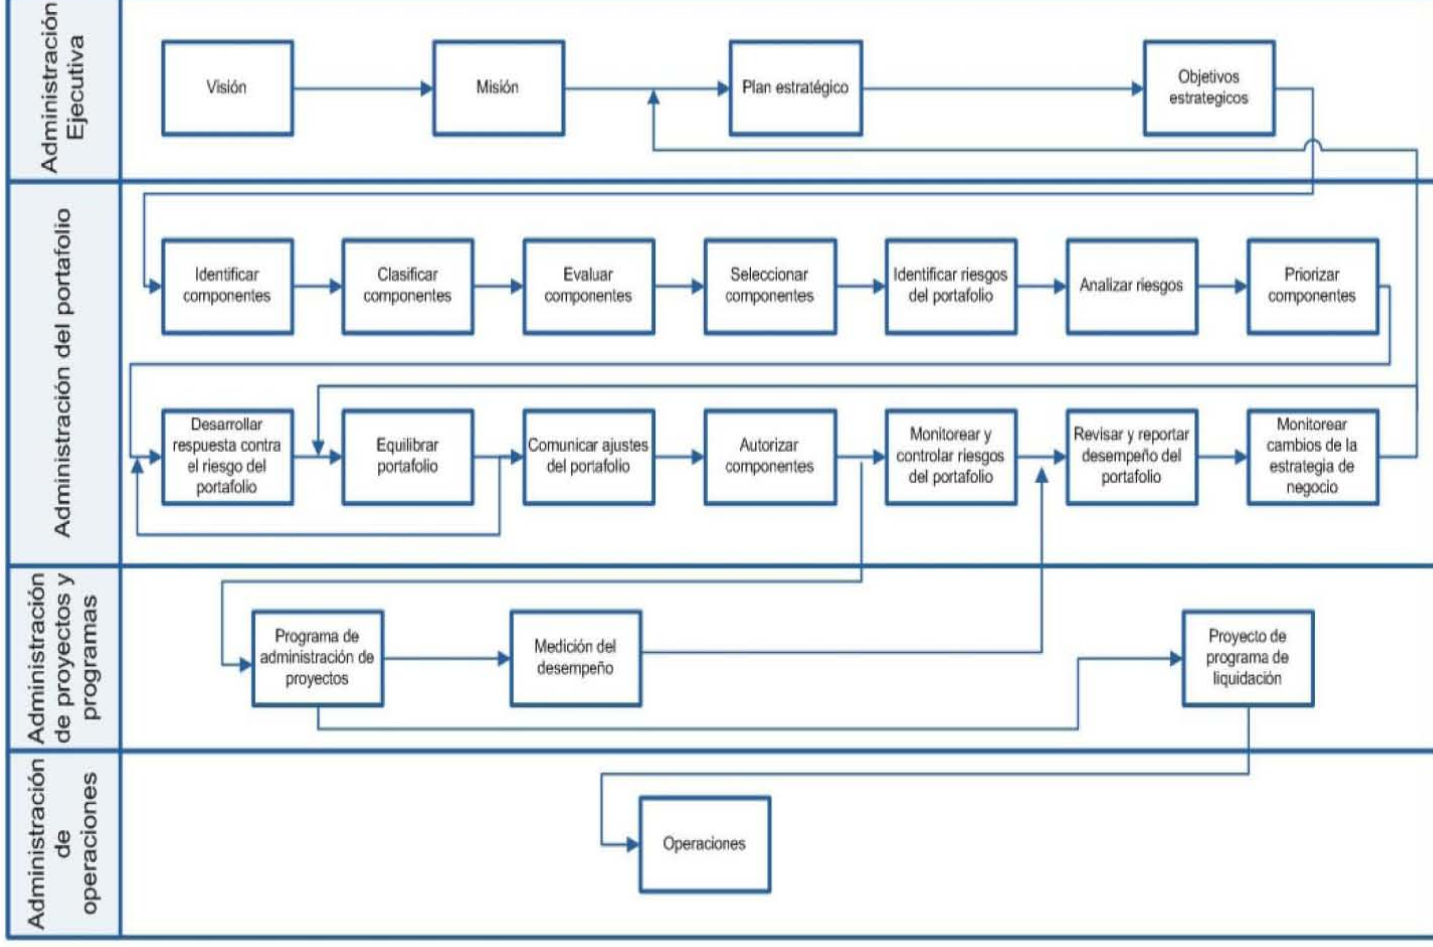 Administración
Ejecutiva
Visión
Misión
Plan estratégico
Objetivos
estrategicos
Administración del portafolio
Identificar
componentes
Clasificar
componentes
Evaluar
componentes
Seleccionar
componentes
Identificar riesgos
del portafolio
Analizar riesgos
Priorizar
componentes
Desarrollar
respuesta contra
el riesgo del
portafolio
Equilibrar
portafolio
Comunicar ajustes
del portafolio
Autorizar
componentes
Monitorear y
controlar riesgos
del portafolio
Revisar y reportar
desempeño del
portafolio
Monitorear
cambios de la
estrategia de
negocio
Administración
de proyectos y
programas
Programa de
administración de
proyectos
Medición del
desempeño
Proyecto de
programa de
liquidación
Administración
de
operaciones
Operaciones